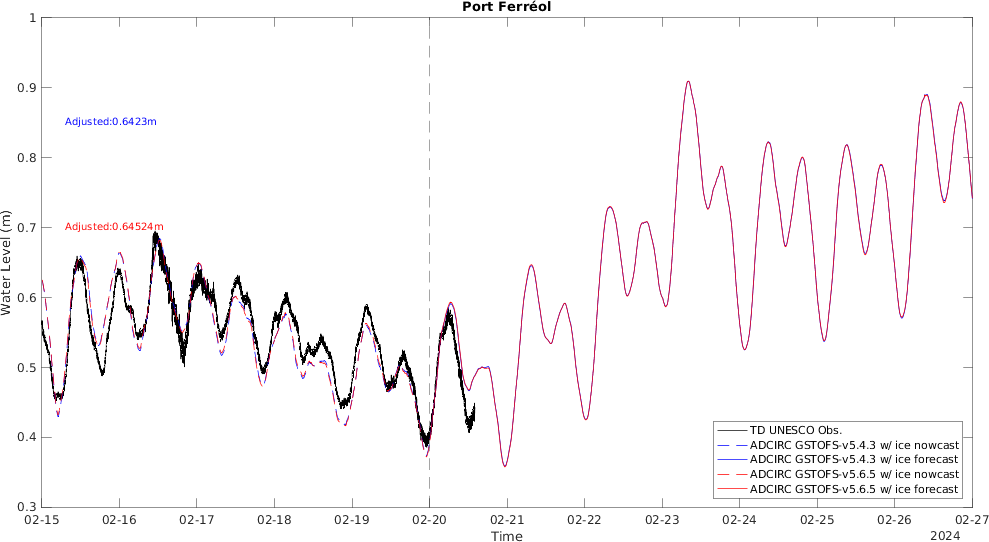 Port Ferréol
1
0.9
0.8
0.7
0.6
0.5
0.4
0.3
Water Level (m)
Adjusted:0.6423m
Adjusted:0.64524m
TD UNESCO Obs.
ADCIRC GSTOFS-v5.4.3 w/ ice nowcast
ADCIRC GSTOFS-v5.4.3 w/ ice forecast
ADCIRC GSTOFS-v5.6.5 w/ ice nowcast
ADCIRC GSTOFS-v5.6.5 w/ ice forecast
02-15 02-16 02-17 02-18 02-19 02-20 02-21 02-22 02-23 02-24 02-25 02-26 02-27
Time
2024